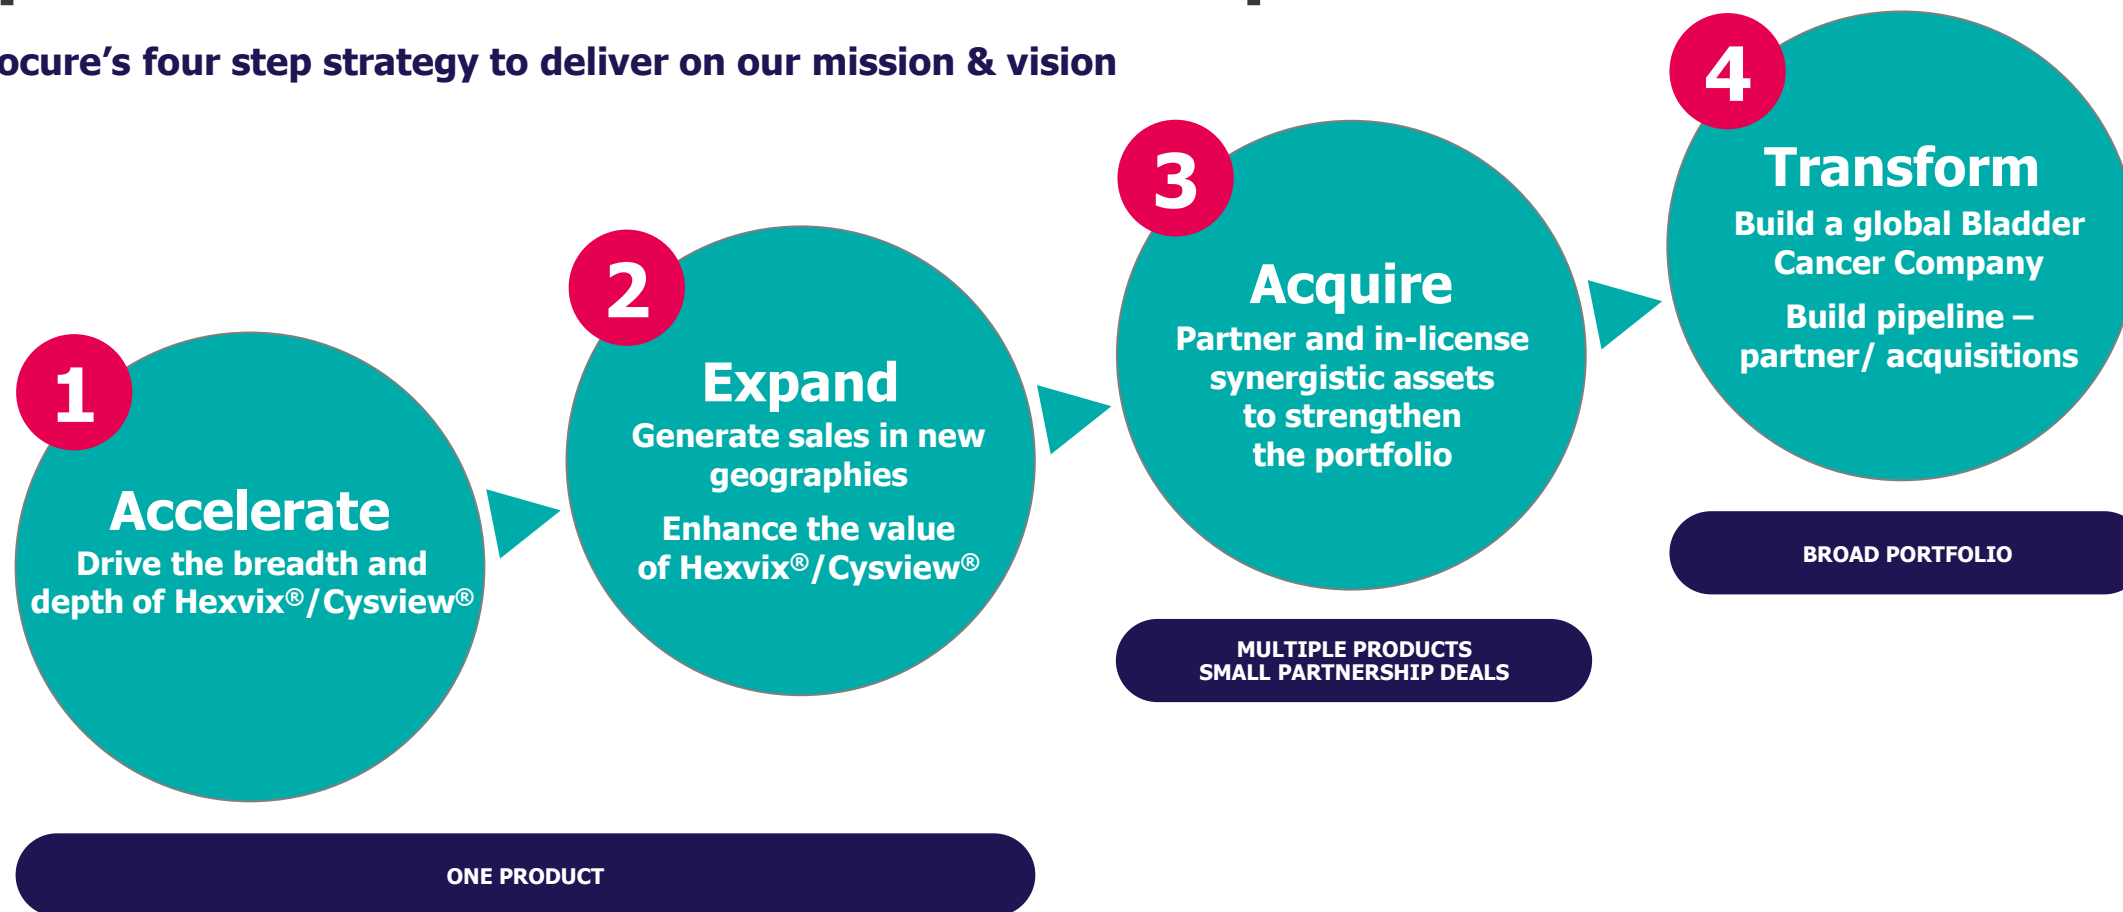 ocure’s four step strategy to deliver on our mission & vision
1
Accelerate
Drive the breadth and
depth of Hexvix®/Cysview®
2
Expand
Generate sales in new
geographies
Enhance the value
of Hexvix®/Cysview®
ONE PRODUCT
3
Acquire
Partner and in-license
synergistic assets
to strengthen
the portfolio
MULTIPLE PRODUCTS
SMALL PARTNERSHIP DEALS
4
Transform
Build a global Bladder
Cancer Company
Build pipeline –
partner/ acquisitions
BROAD PORTFOLIO